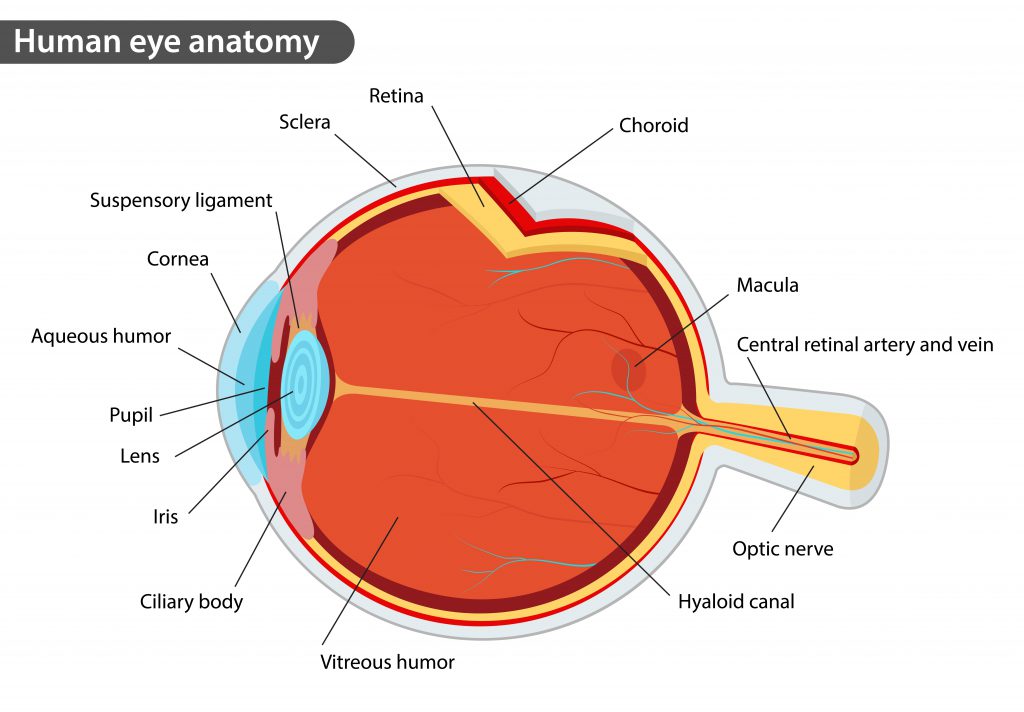 Human eye anatomy
Retina
Sclera
Choroid
Suspensory ligament
Cornea
Macula
Aqueous humor
Central retinal artery and vein
Pupil
Lens
Iris
Optic nerve
Ciliary body
Hyaloid canal
Vitreous humor